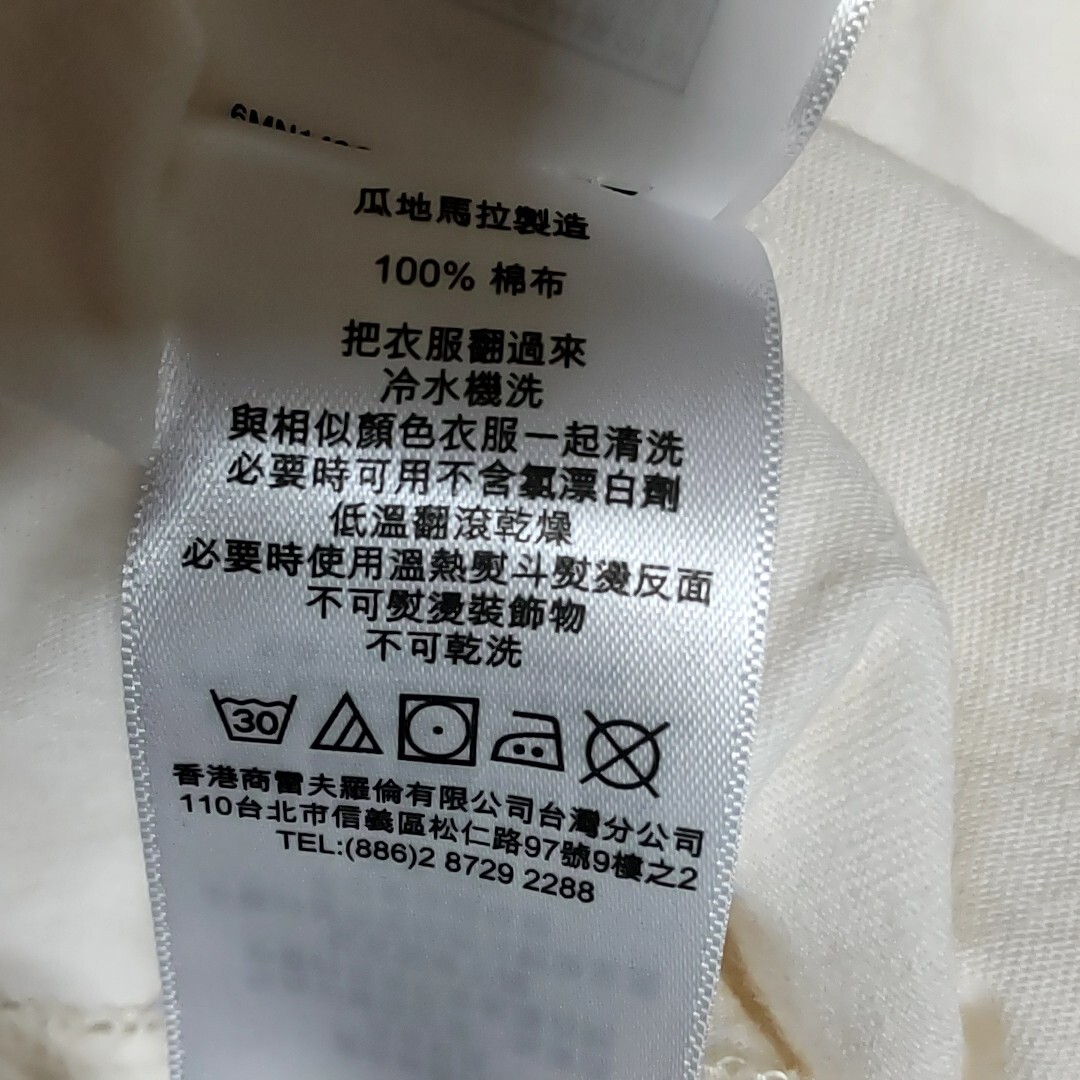 瓜地馬拉製造
100% 棉布
把衣服翻過來
冷水機洗
與相似顏色衣服一起清洗
必要時可用不含氯漂白劑
低溫翻滾乾燥
必要時使用溫熱熨斗熨燙反面
不可熨燙裝飾物
不可乾洗
30
香港商雷夫羅倫有限公司台灣分公司
110台北市信義區松仁路97號9樓之2
TEL:(886)2 8729 2288